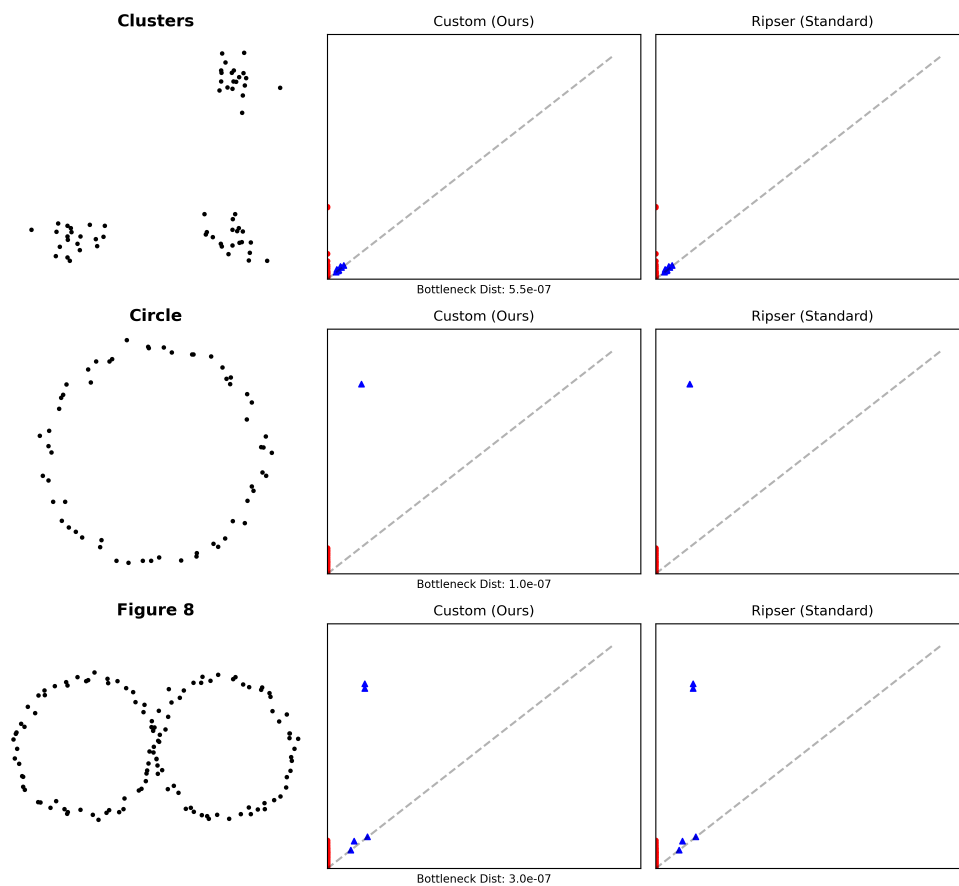 Clusters
Custom (Ours)
Ripser (Standard)
Bottleneck Dist: 5.5e-07
Circle
Custom (Ours)
Ripser (Standard)
Bottleneck Dist: 1.0e-07
Figure 8
Custom (Ours)
Ripser (Standard)
Bottleneck Dist: 3.0e-07